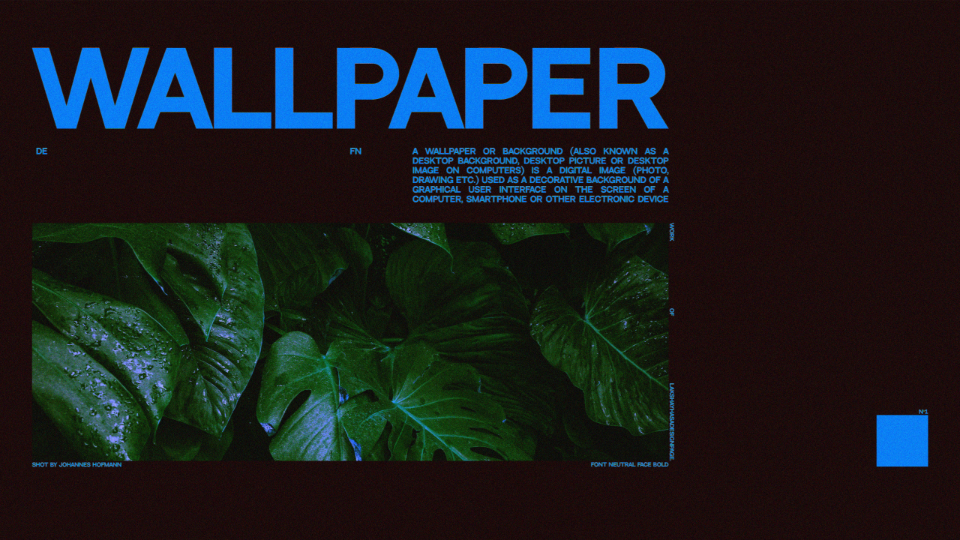 WALLPAPER
DE
FN
A WALLPAPER OR BACKGROUND (ALSO KNOWN AS A
DESKTOP BACKGROUND, DESKTOP PICTURE OR DESKTOP
IMAGE ON COMPUTERS) IS A DIGITAL IMAGE (PHOTO,
DRAWING ETC.) USED AS A DECORATIVE BACKGROUND OF A
GRAPHICAL USER INTERFACE ON THE SCREEN OF A
COMPUTER, SMARTPHONE OR OTHER ELECTRONIC DEVICE
WORK OF
Nº1
SHOT BY JOHANNES HOFMANN
FONT NEUTRAL FACE BOLD